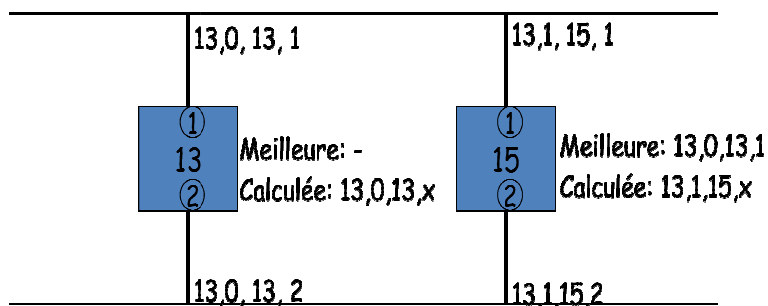 13,0, 13, 1
13,1, 15, 1
1
13
2
Meilleure: -
Calculée: 13,0,13,x
1
15
2
Meilleure: 13,0,13,1
Calculée: 13,1,15,x
13,0, 13, 2
13,1,15,2